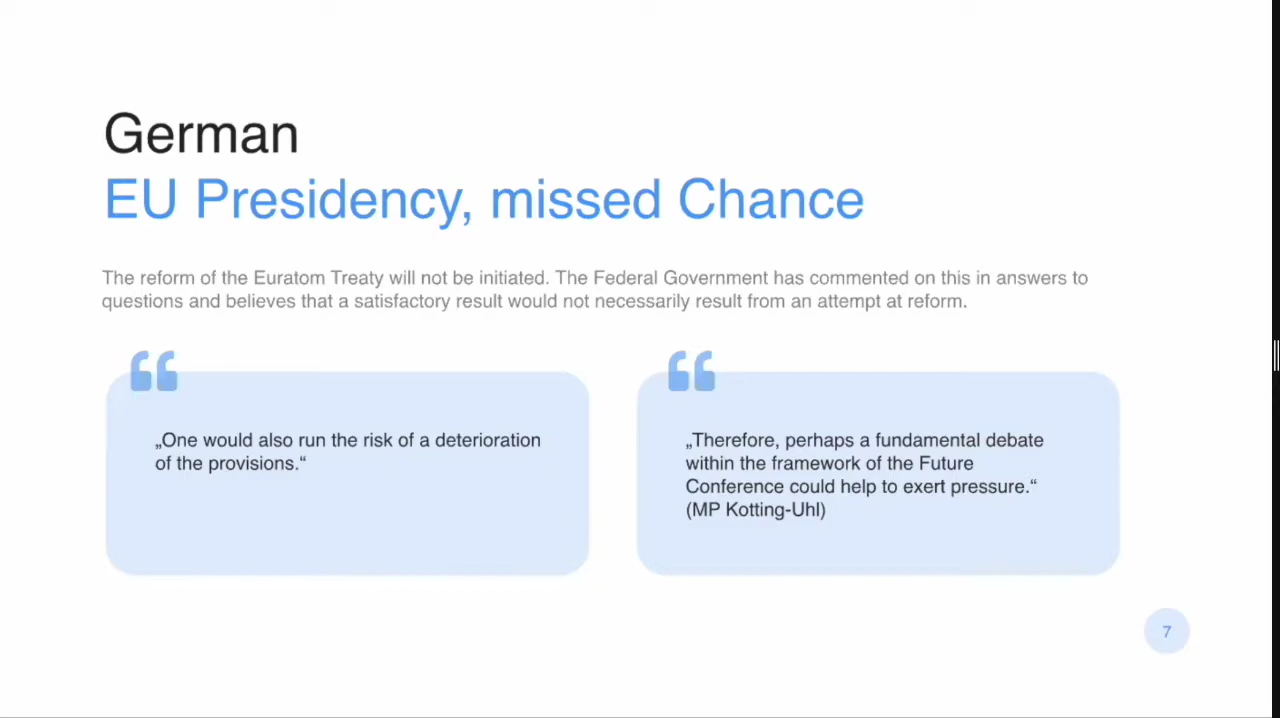 German
EU Presidency, missed Chance
The reform of the Euratom Treaty will not be initiated. The Federal Government has commented on this in answers to
questions and believes that a satisfactory result would not necessarily result from an attempt at reform.
„One would also run the risk of a deterioration
of the provisions.“
„Therefore, perhaps a fundamental debate
within the framework of the Future
Conference could help to exert pressure.“
(MP Kotting-Uhl)
7